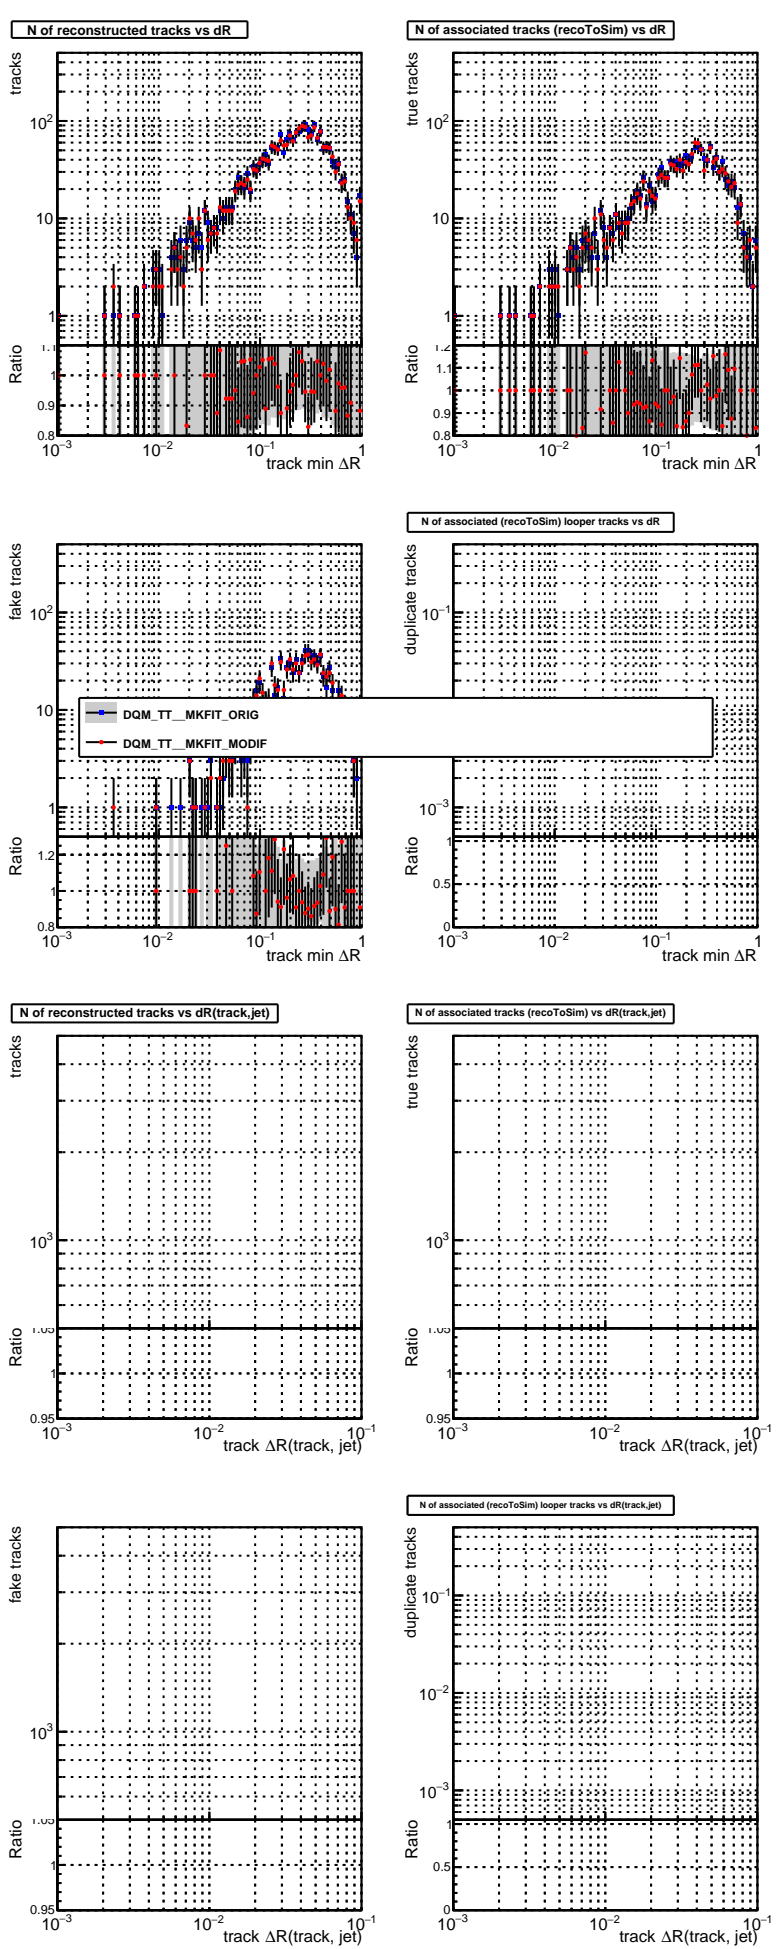 N of reconstructed tracks vs dR
tracks
10²
10
1
Ratio
1.1
1
0.9
0.8
10⁻³
10⁻²
10⁻¹
1
track min ΔR
N of associated tracks (recoToSim) vs dR
true tracks
10²
10
1
Ratio
1.2
1.1
1
0.9
0.8
10⁻³
10⁻²
10⁻¹
1
track min ΔR
fake tracks
10²
10
1
Ratio
1.2
1
0.8
10⁻³
10⁻²
10⁻¹
1
track min ΔR
N of associated (recoToSim) looper tracks vs dR
duplicate tracks
10⁻¹
10⁻³
Ratio
1
0.5
0
10⁻³
10⁻²
10⁻¹
1
track min ΔR
DQM_TT__MKFIT_ORIG
DQM_TT__MKFIT_MODIF
N of reconstructed tracks vs dR(track,jet)
tracks
10³
Ratio
1.05
1
0.95
10⁻³
10⁻²
10⁻¹
track ΔR(track, jet)
N of associated tracks (recoToSim) vs dR(track,jet)
true tracks
10³
Ratio
1.05
1
0.95
10⁻³
10⁻²
10⁻¹
track ΔR(track, jet)
fake tracks
10³
Ratio
1.05
1
0.95
10⁻³
10⁻²
10⁻¹
track ΔR(track, jet)
N of associated (recoToSim) looper tracks vs dR(track,jet)
duplicate tracks
10⁻¹
10⁻²
10⁻³
Ratio
1
0.5
0
10⁻³
10⁻²
10⁻¹
track ΔR(track, jet)